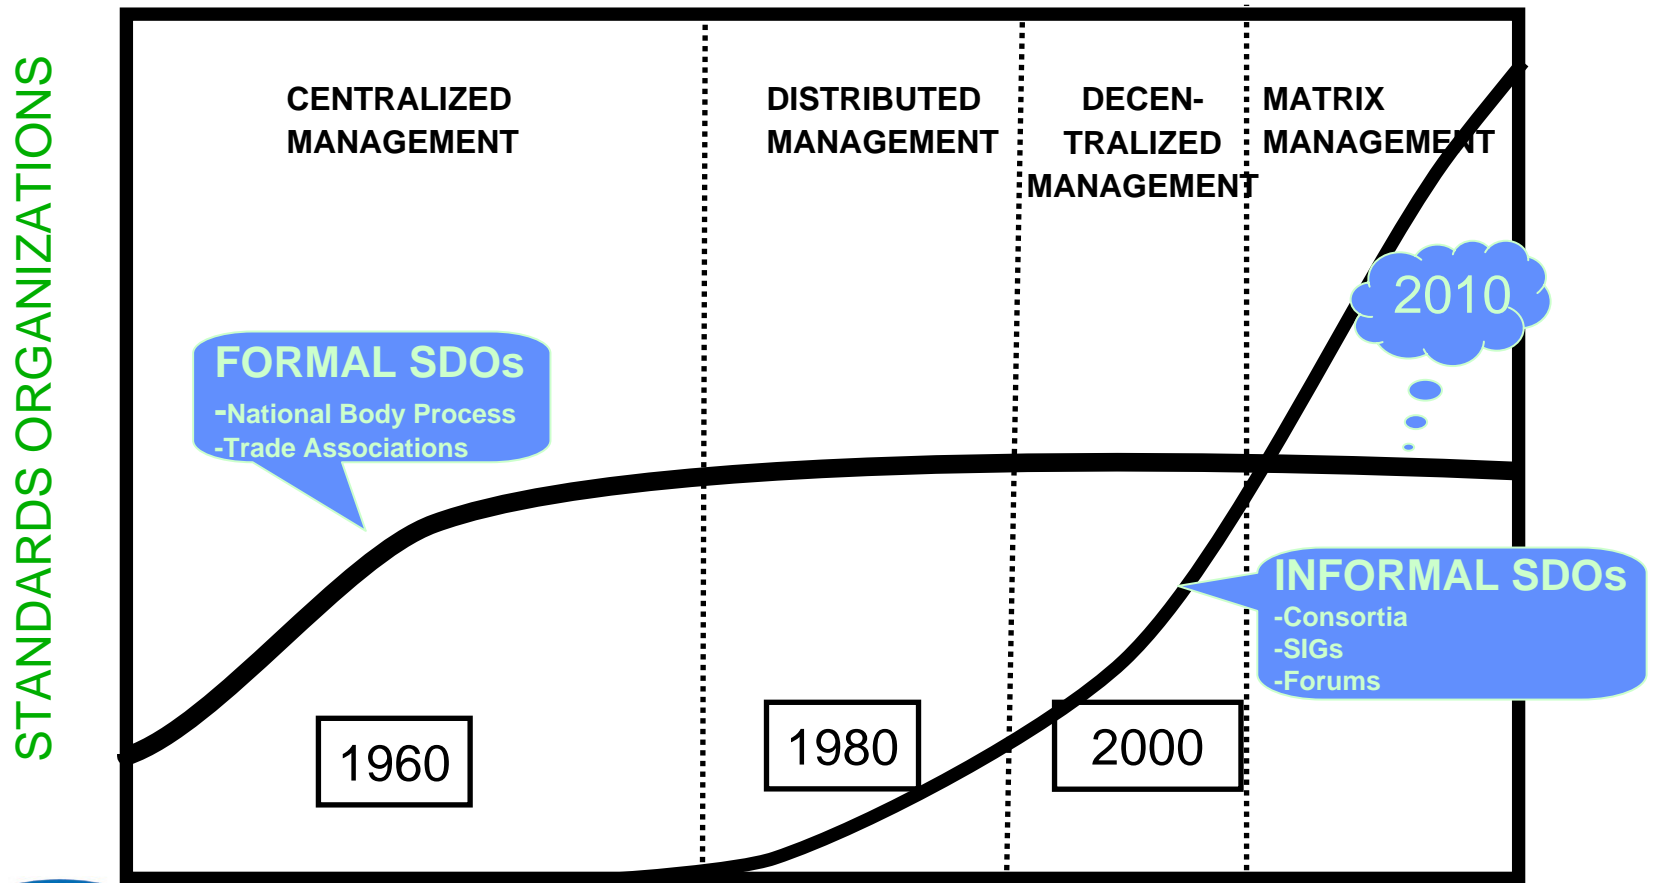 STANDARDS ORGANIZATIONS
CENTRALIZED
MANAGEMENT
DISTRIBUTED
MANAGEMENT
DECEN-
TRALIZED
MANAGEMENT
MATRIX
MANAGEMENT
2010
FORMAL SDOs
-National Body Process
-Trade Associations
INFORMAL SDOs
-Consortia
-SIGs
-Forums
1960
1980
2000